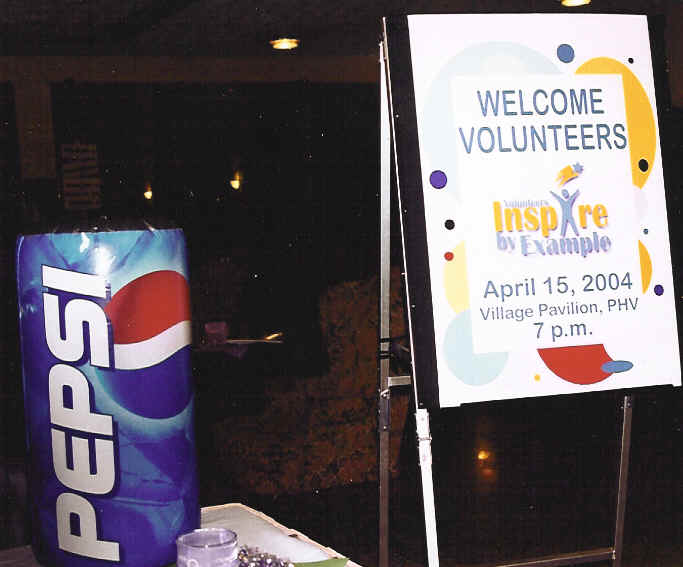 PEPSI
WELCOME
VOLUNTEERS
Volunteers
Inspire
by Example
April 15, 2004
Village Pavilion, PHV
7 p.m.